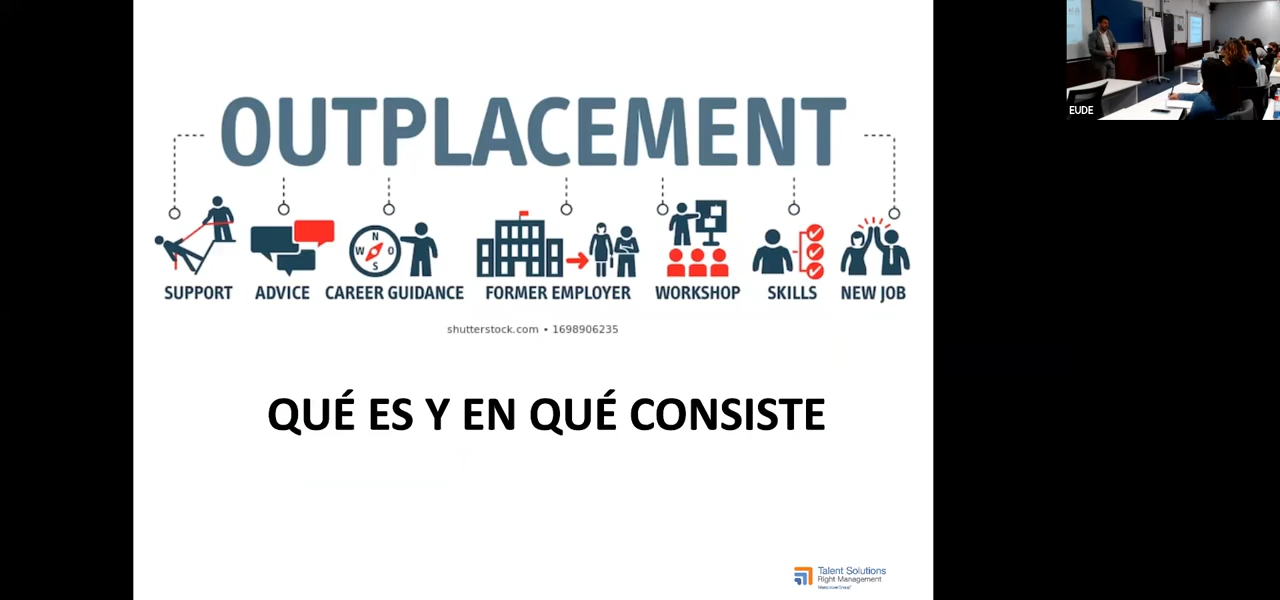 OUTPLACEMENT
SUPPORT
ADVICE
CAREER GUIDANCE
FORMER EMPLOYER
WORKSHOP
SKILLS
NEW JOB
N
W O
S
shutterstock.com • 1698906235
QUÉ ES Y EN QUÉ CONSISTE
Talent Solutions
Right Management
ManpowerGroup
EUDE